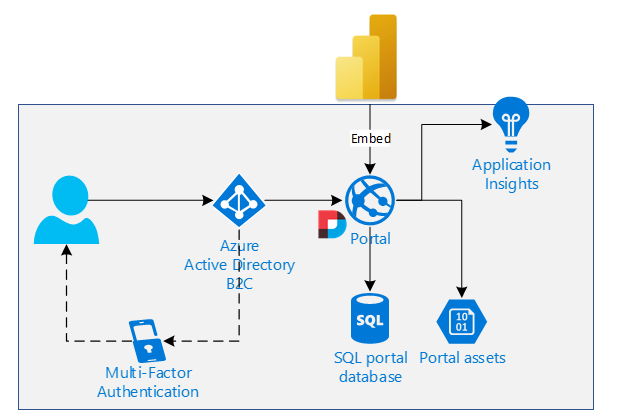 Embed
Application
Insights
Azure
Active Directory
B2C
Portal
SQL
10
01
SQL portal
database
Portal assets
Multi-Factor
Authentication